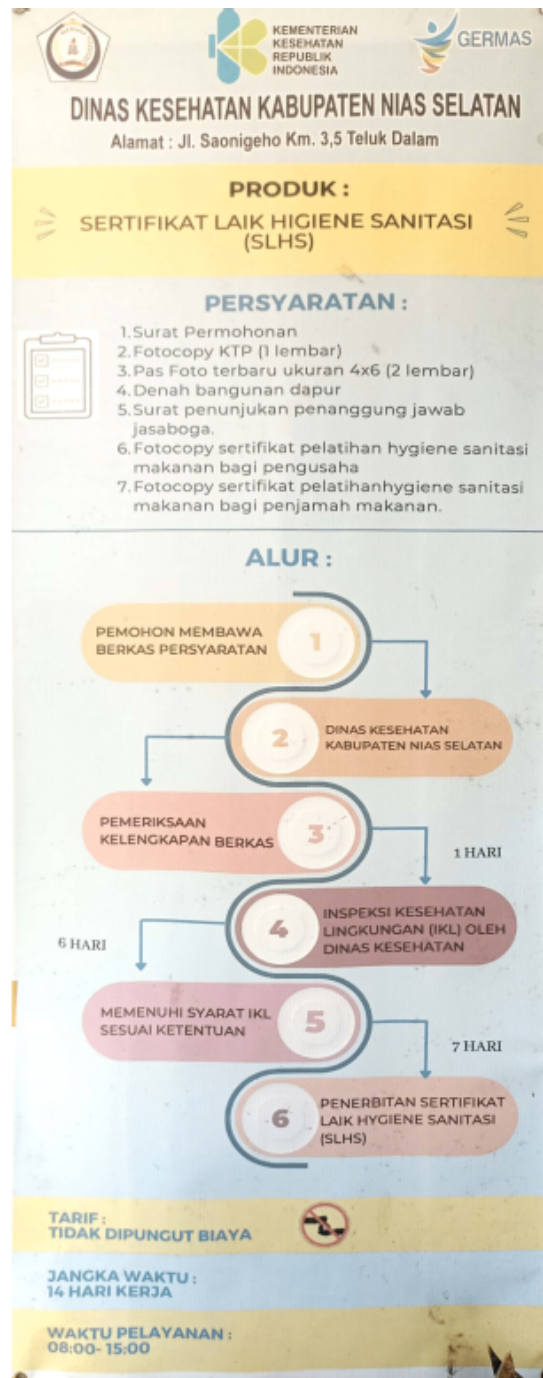 KEMENTERIAN
KESEHATAN
REPUBLIK
INDONESIA
GERMAS
DINAS KESEHATAN KABUPATEN NIAS SELATAN
Alamat : Jl. Saonigeho Km. 3,5 Teluk Dalam
PRODUK :
SERTIFIKAT LAIK HIGIENE SANITASI
(SLHS)
PERSYARATAN :
1.Surat Permohonan
2.Fotocopy KTP (1 lembar)
3.Pas Foto terbaru ukuran 4x6 (2 lembar)
4.Denah bangunan dapur
5.Surat penunjukan penanggung jawab
jasaboga.
6.Fotocopy sertifikat pelatihan hygiene sanitasi
makanan bagi pengusaha
7.Fotocopy sertifikat pelatihanhygiene sanitasi
makanan bagi penjamah makanan.
ALUR :
PEMOHON MEMBAWA
BERKAS PERSYARATAN
1
2
DINAS KESEHATAN
KABUPATEN NIAS SELATAN
PEMERIKSAAN
KELENGKAPAN BERKAS
3
1 HARI
4
INSPEKSI KESEHATAN
LINGKUNGAN (IKL) OLEH
DINAS KESEHATAN
6 HARI
MEMENUHI SYARAT IKL
SESUAI KETENTUAN
5
7 HARI
6
PENERBITAN SERTIFIKAT
LAIK HYGIENE SANITASI
(SLHS)
TARIF :
TIDAK DIPUNGUT BIAYA
JANGKA WAKTU :
14 HARI KERJA
WAKTU PELAYANAN :
08:00- 15:00